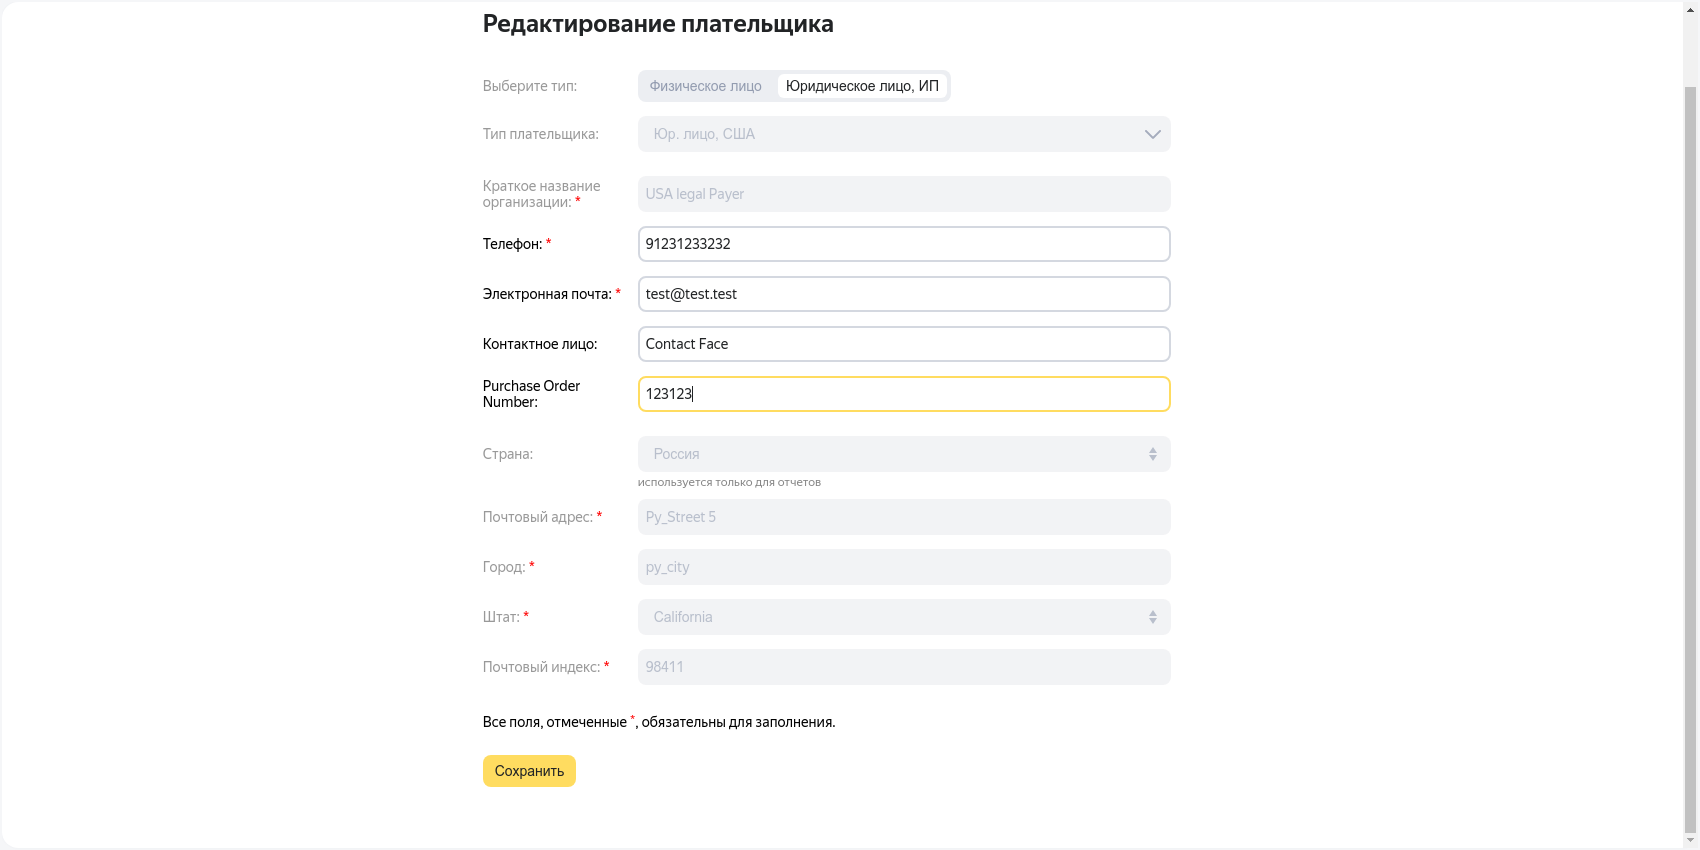 Редактирование плательщика
Выберите тип:
Физическое лицо
Юридическое лицо, ИП
Тип плательщика:
Юр. лицо, США
Краткое название
организации: *
USA legal Payer
Телефон: *
91231233232
Электронная почта: *
test@test.test
Контактное лицо:
Contact Face
Purchase Order
Number:
123123
Страна:
Россия
используется только для отчетов
Почтовый адрес: *
Py_Street 5
Город: *
py_city
Штат: *
California
Почтовый индекс: *
98411
Все поля, отмеченные *, обязательны для заполнения.
Сохранить